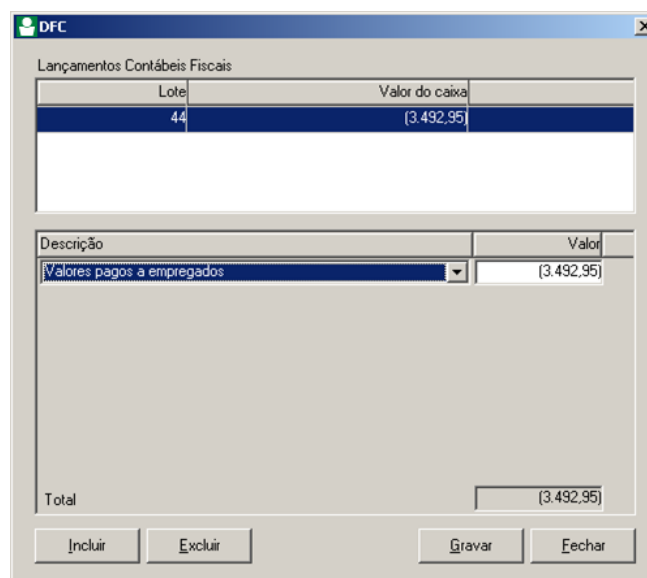 DFC
Lançamentos Contábeis Fiscais
Lote Valor do caixa
44 (3.492,95)
Descrição Valor
Valores pagos a empregados (3.492,95)
Total (3.492,95)
Incluir Excluir Gravar Fechar